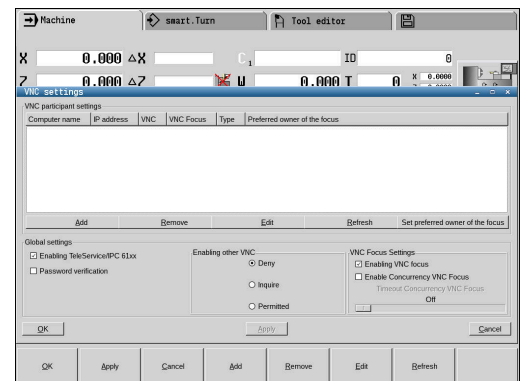 Machine smart.Turn Tool editor
X 0.000 ΔX C 1 ID 0
Z 0.000 ΔZ W 0.000 T 0 X 0.0000
VNC settings
VNC participant settings
Computer name IP address VNC VNC Focus Type Preferred owner of the focus
Add Remove Edit Refresh Set preferred owner of the focus
Global settings
Enabling TeleService/IPC 61xx
Password verification
Enabling other VNC
Deny
Inquire
Permitted
VNC Focus Settings
Enabling VNC focus
Enable Concurrency VNC Focus
Timeout Concurrency VNC Focus
Off
OK Apply Cancel
OK Apply Cancel Add Remove Edit Refresh